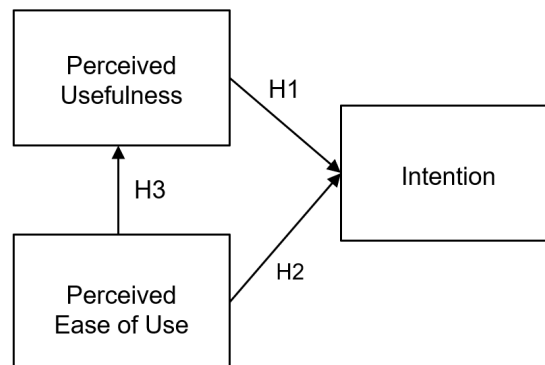 Perceived
Usefulness
H1
Intention
H3
H2
Perceived
Ease of Use